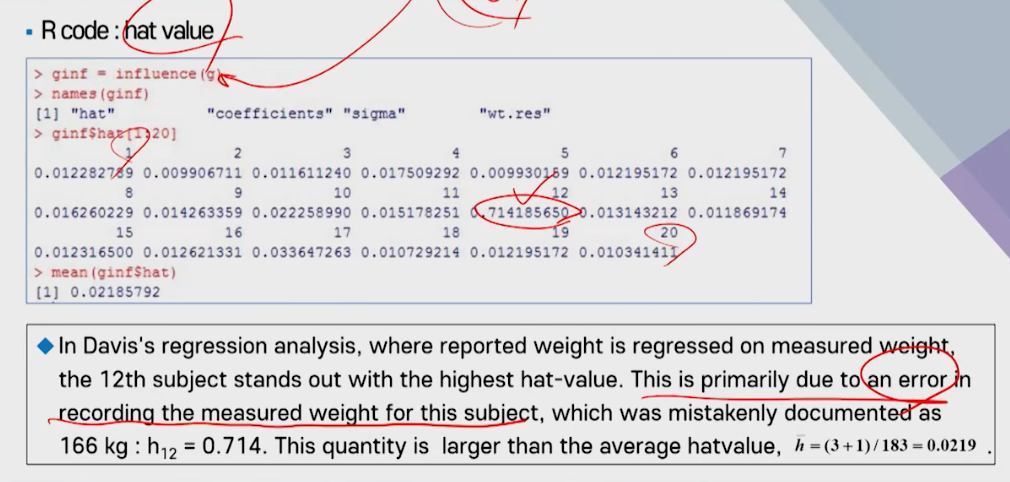 ▪ R code : hat value
> ginf = influence(g)
> names(ginf)
[1] "hat" "coefficients" "sigma" "wt.res"
> ginf$hat[1:20]
1 2 3 4 5 6 7
0.012282789 0.009906711 0.011611240 0.017509292 0.009930159 0.012195172 0.012195172
8 9 10 11 12 13 14
0.016260229 0.014263359 0.022258990 0.015178251 0.714185650 0.013143212 0.011869174
15 16 17 18 19 20
0.012316500 0.012621331 0.033647263 0.010729214 0.012195172 0.010341411
> mean(ginf$hat)
[1] 0.02185792
◆ In Davis's regression analysis, where reported weight is regressed on measured weight,
the 12th subject stands out with the highest hat-value. This is primarily due to an error in
recording the measured weight for this subject, which was mistakenly documented as
166 kg : h₁₂ = 0.714. This quantity is larger than the average hatvalue, h̄ = (3+1)/183 = 0.0219 .